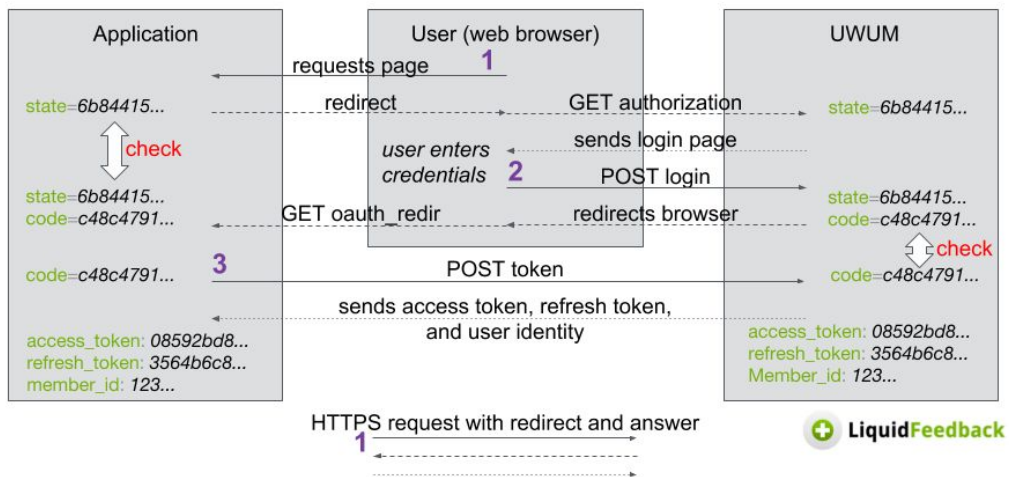 Application
User (web browser)
UWUM
requests page
1
state=6b84415...
redirect
GET authorization
state=6b84415...
check
user enters
credentials
sends login page
2
POST login
state=6b84415...
code=c48c4791...
GET oauth_redir
redirects browser
state=6b84415...
code=c48c4791...
check
code=c48c4791...
3
POST token
code=c48c4791...
sends access token, refresh token,
and user identity
access_token: 08592bd8...
refresh_token: 3564b6c8...
member_id: 123...
access_token: 08592bd8...
refresh_token: 3564b6c8...
Member_id: 123...
HTTPS request with redirect and answer
1
LiquidFeedback